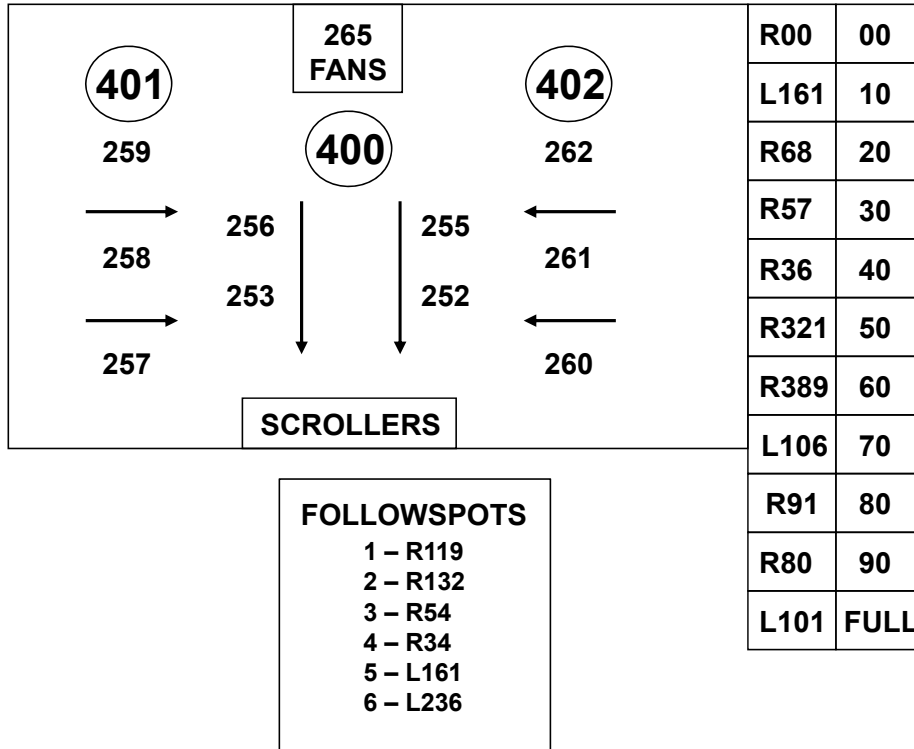 265
FANS
401
402
400
259
262
256
255
258
261
253
252
257
260
SCROLLERS
R00 00
L161 10
R68 20
R57 30
R36 40
R321 50
R389 60
L106 70
R91 80
R80 90
L101 FULL
FOLLOWSPOTS
1 – R119
2 – R132
3 – R54
4 – R34
5 – L161
6 – L236